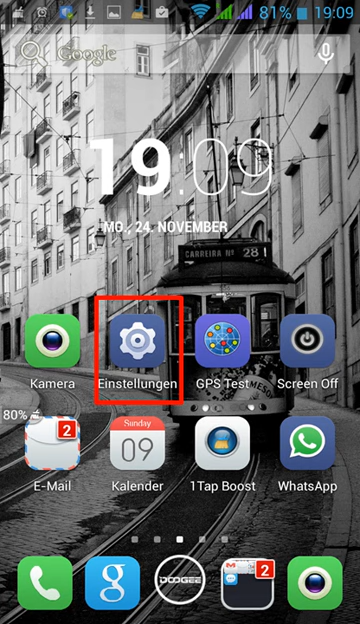 81% 19:09
Google
19:09
MO., 24. NOVEMBER
CARREIRA Nº 28
Kamera
Einstellungen
GPS Test
Screen Off
80%
2
Sunday
09
E-Mail
Kalender
1Tap Boost
WhatsApp
g
DOOGEE
2